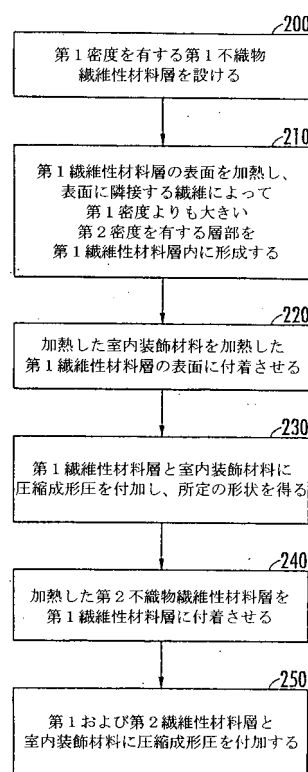 200
第1密度を有する第1不織物
繊維性材料層を設ける
210
第1繊維性材料層の表面を加熱し、
表面に隣接する繊維によって
第1密度よりも大きい
第2密度を有する層部を
第1繊維性材料層内に形成する
220
加熱した室内装飾材料を加熱した
第1繊維性材料層の表面に付着させる
230
第1繊維性材料層と室内装飾材料に
圧縮成形圧を付加し、所定の形状を得る
240
加熱した第2不織物繊維性材料層を
第1繊維性材料層に付着させる
250
第1および第2繊維性材料層と
室内装飾材料に圧縮成形圧を付加する